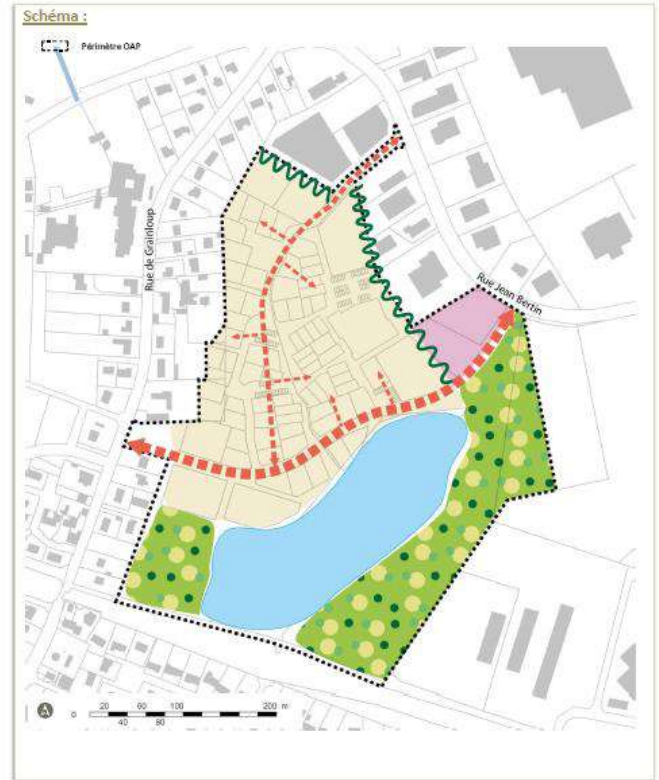 Schéma :
Périmètre OAP
Rue de Grainloup
Rue Jean Bertin
A
0 20 40 60 80 100 200 m